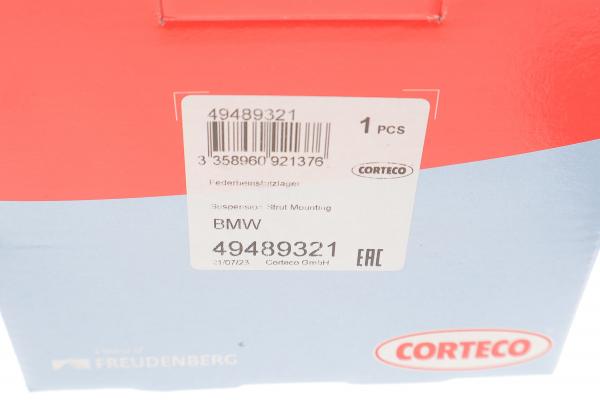 49489321
1 PCS
3 358960 921376
CORTECO
Federbeinstützlager
Suspension Strut Mounting
BMW
49489321
EAC
21/07/23 Corteco GmbH
FREUDENBERG
CORTECO